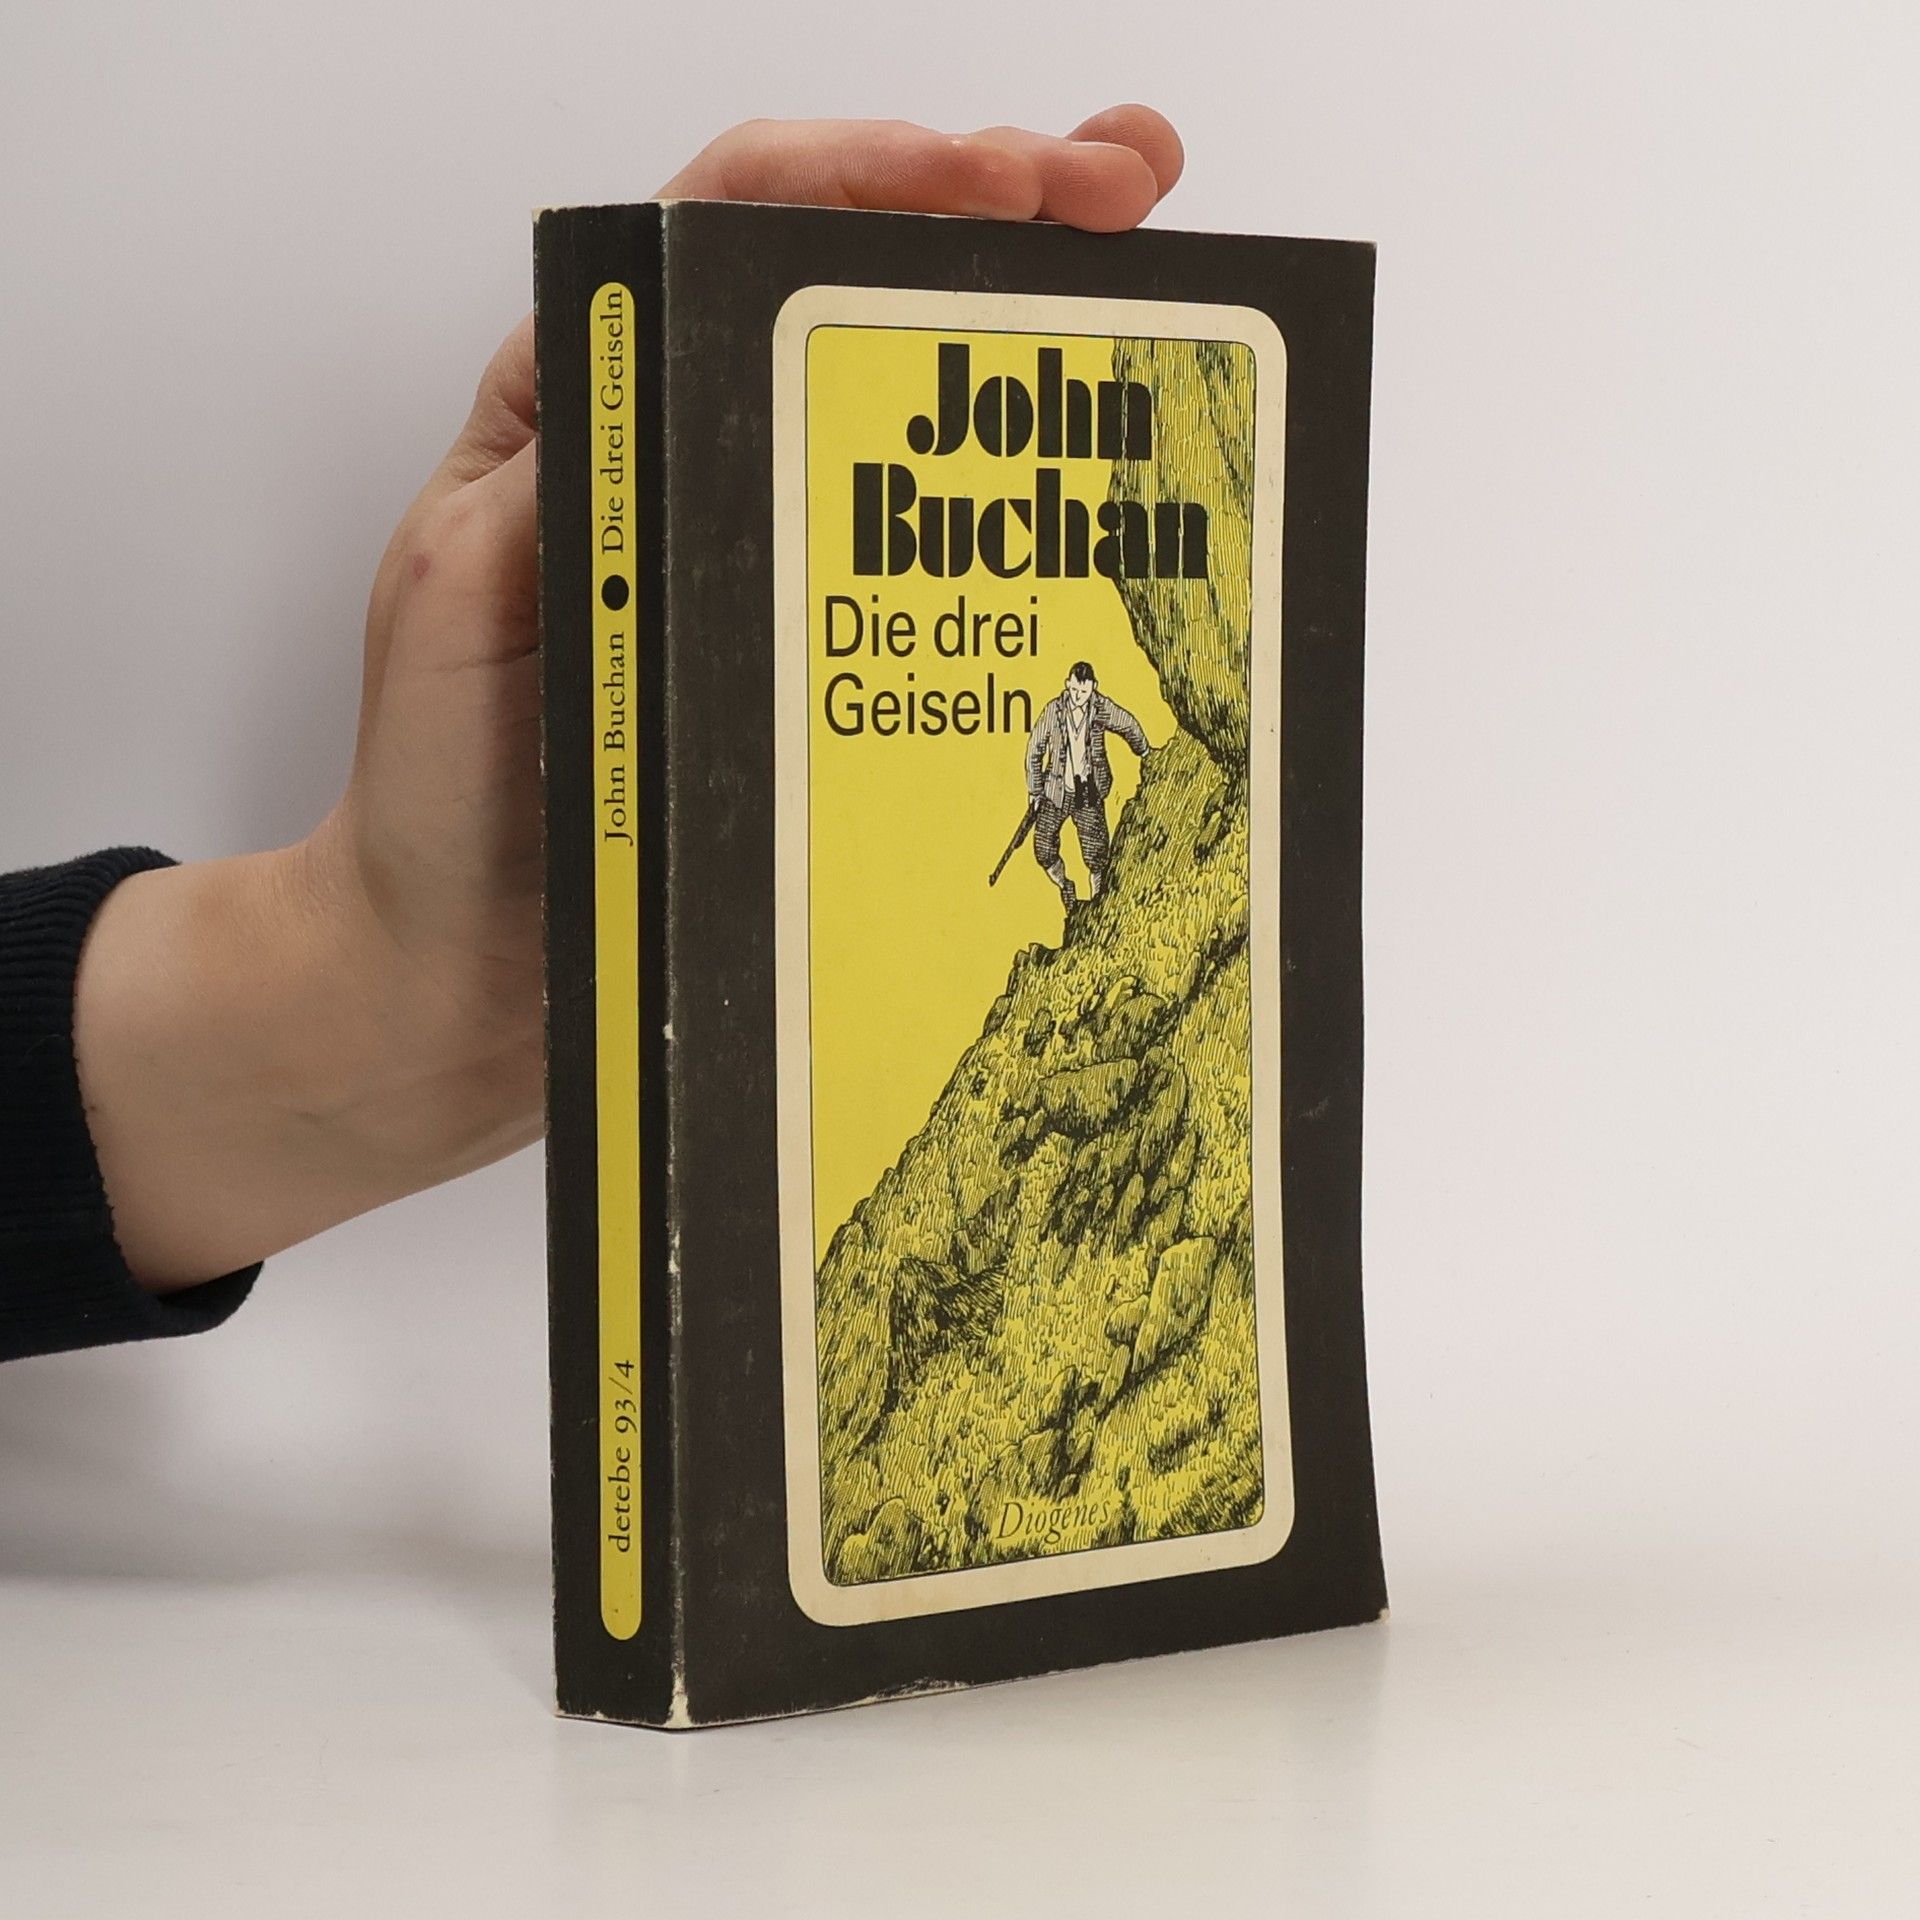 John
Buchan
Die drei
Geiseln
Diogenes
John Buchan ● Die drei Geiseln
detebe 93/4